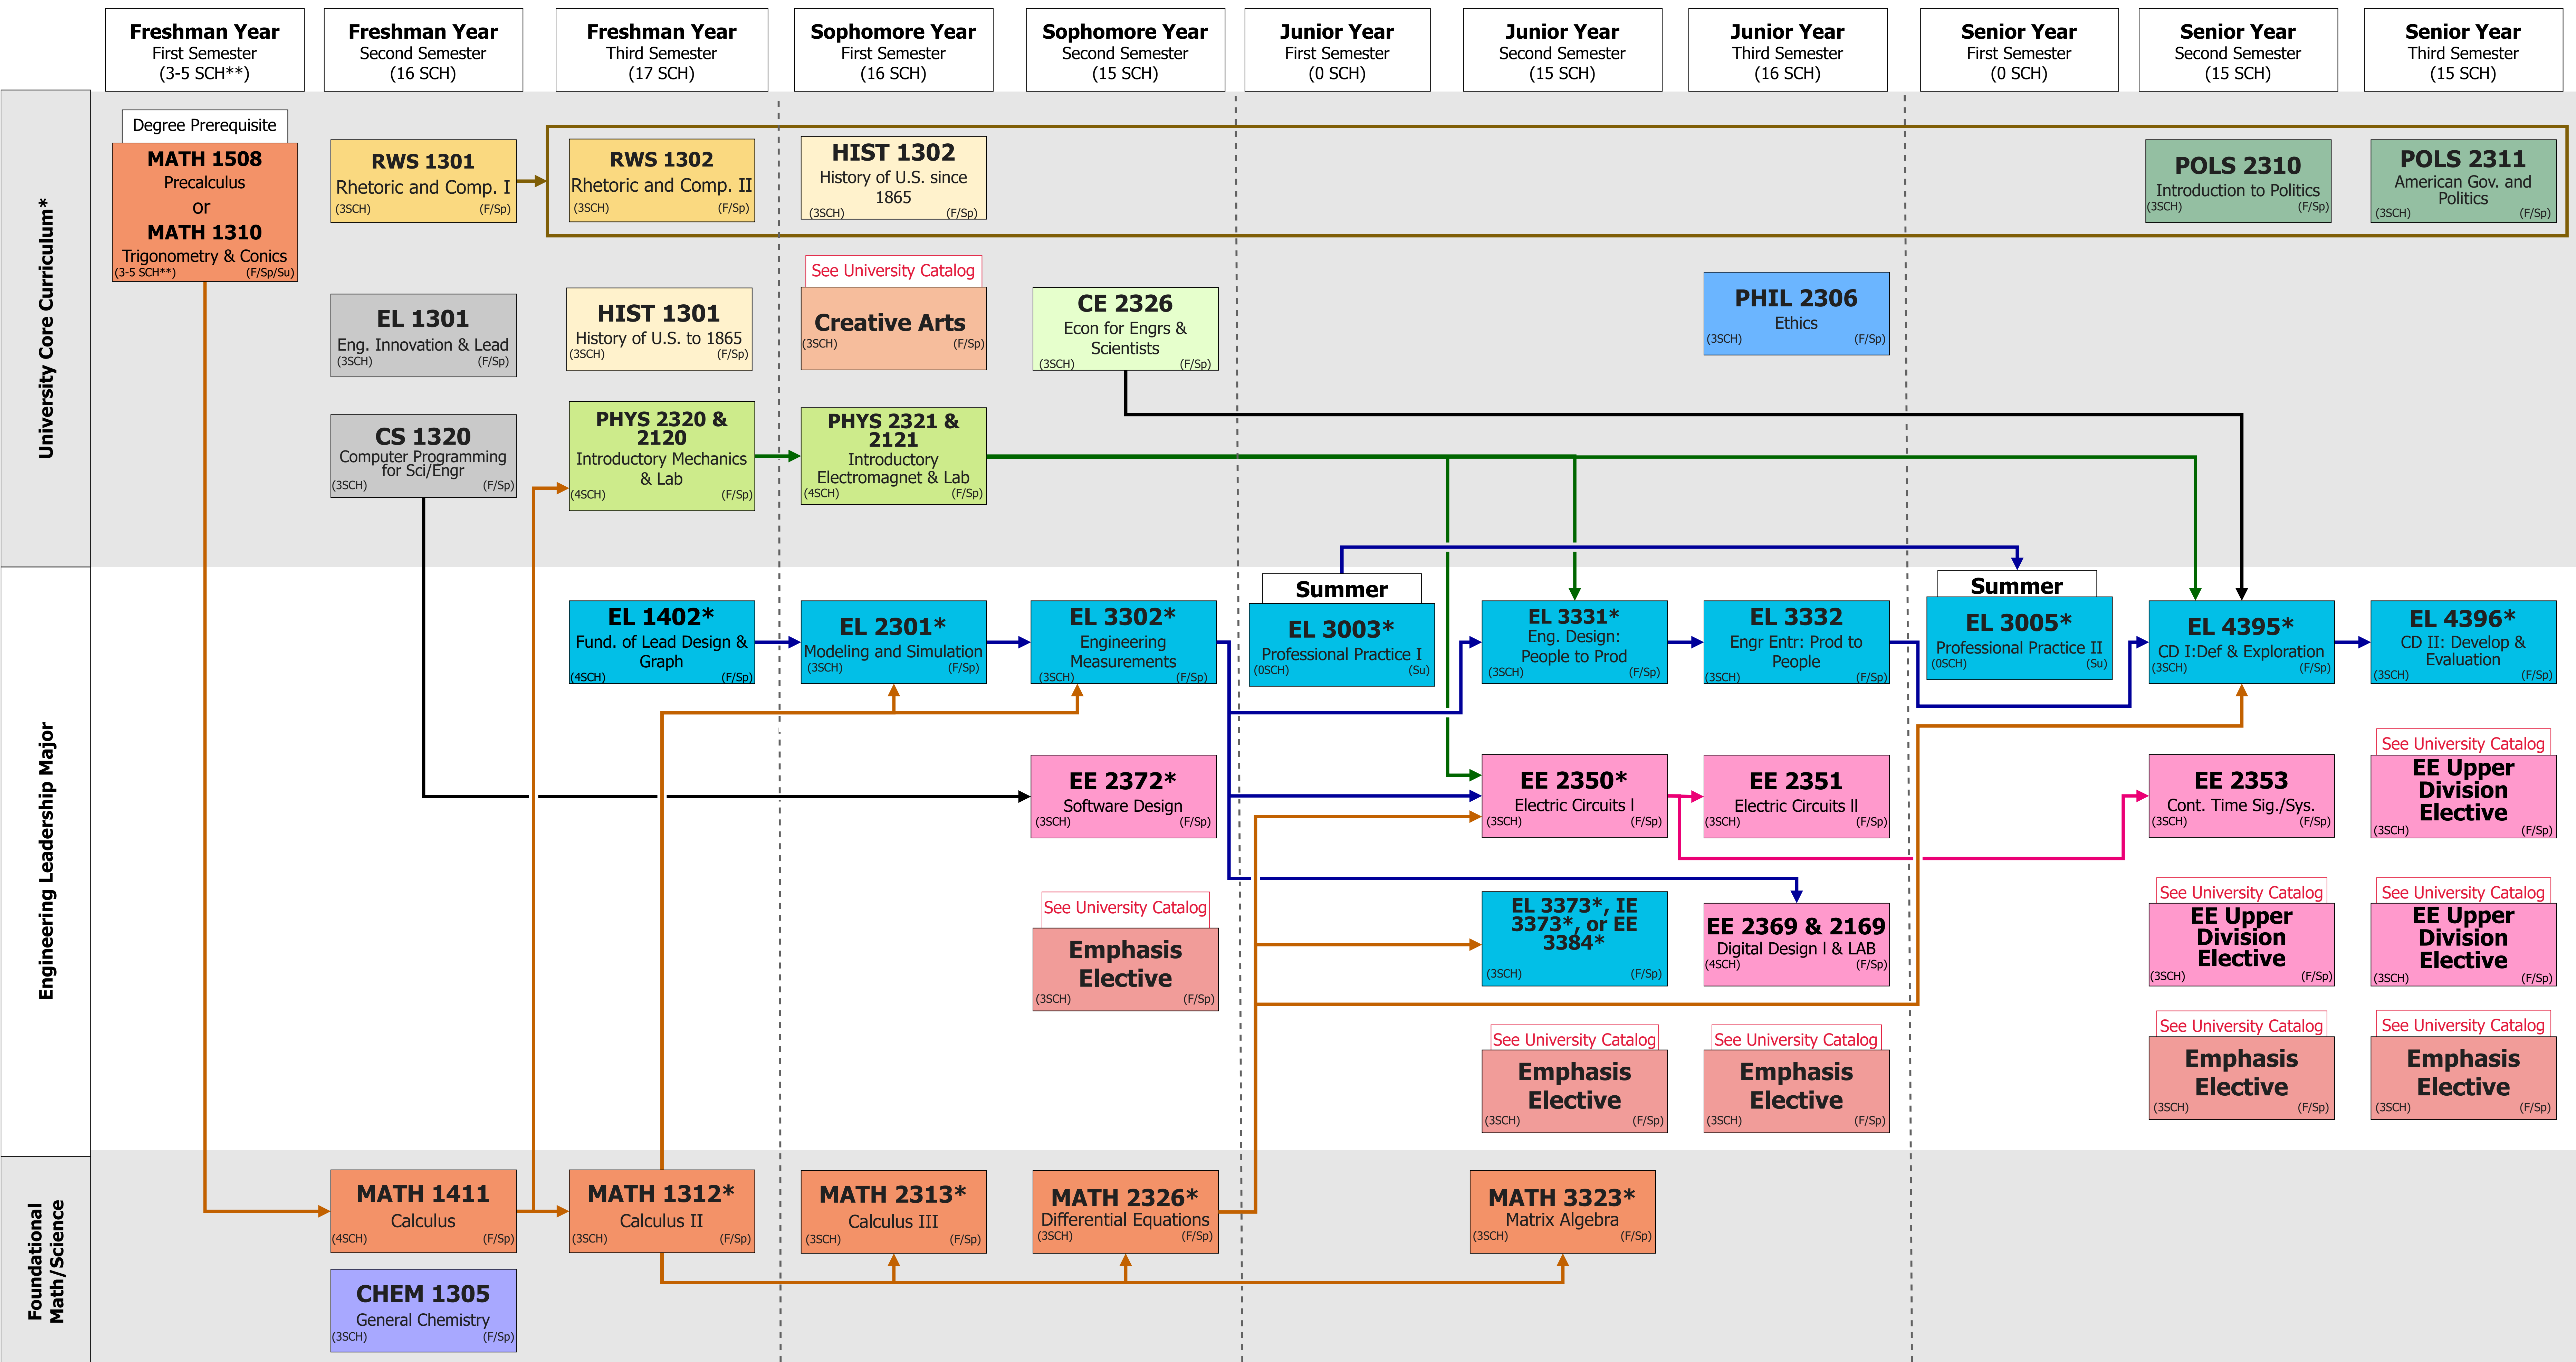 Freshman Year
First Semester
(3-5 SCH**)
Freshman Year
Second Semester
(16 SCH)
Freshman Year
Third Semester
(17 SCH)
Sophomore Year
First Semester
(16 SCH)
Sophomore Year
Second Semester
(15 SCH)
Junior Year
First Semester
(0 SCH)
Junior Year
Second Semester
(15 SCH)
Junior Year
Third Semester
(16 SCH)
Senior Year
First Semester
(0 SCH)
Senior Year
Second Semester
(15 SCH)
Senior Year
Third Semester
(15 SCH)
University Core Curriculum*
Degree Prerequisite
MATH 1508
Precalculus
or
MATH 1310
Trigonometry & Conics
(3-5 SCH**) (F/Sp/Su)
RWS 1301
Rhetoric and Comp. I
(3SCH) (F/Sp)
RWS 1302
Rhetoric and Comp. II
(3SCH) (F/Sp)
HIST 1302
History of U.S. since
1865
(3SCH) (F/Sp)
POLS 2310
Introduction to Politics
(3SCH) (F/Sp)
POLS 2311
American Gov. and
Politics
(3SCH) (F/Sp)
EL 1301
Eng. Innovation & Lead
(3SCH) (F/Sp)
HIST 1301
History of U.S. to 1865
(3SCH) (F/Sp)
See University Catalog
Creative Arts
(3SCH) (F/Sp)
CE 2326
Econ for Engrs &
Scientists
(3SCH) (F/Sp)
PHIL 2306
Ethics
(3SCH) (F/Sp)
CS 1320
Computer Programming
for Sci/Engr
(3SCH) (F/Sp)
PHYS 2320 &
2120
Introductory Mechanics
& Lab
(4SCH) (F/Sp)
PHYS 2321 &
2121
Introductory
Electromagnet & Lab
(4SCH) (F/Sp)
Engineering Leadership Major
EL 1402*
Fund. of Lead Design &
Graph
(4SCH) (F/Sp)
EL 2301*
Modeling and Simulation
(3SCH) (F/Sp)
EL 3302*
Engineering
Measurements
(3SCH) (F/Sp)
Summer
EL 3003*
Professional Practice I
(0SCH) (Su)
EL 3331*
Eng. Design:
People to Prod
(3SCH) (F/Sp)
EL 3332
Engr Entr: Prod to
People
(3SCH) (F/Sp)
Summer
EL 3005*
Professional Practice II
(0SCH) (Su)
EL 4395*
CD I:Def & Exploration
(3SCH) (F/Sp)
EL 4396*
CD II: Develop &
Evaluation
(3SCH) (F/Sp)
EE 2372*
Software Design
(3SCH) (F/Sp)
EE 2350*
Electric Circuits I
(3SCH) (F/Sp)
EE 2351
Electric Circuits II
(3SCH) (F/Sp)
EE 2353
Cont. Time Sig./Sys.
(3SCH) (F/Sp)
See University Catalog
EE Upper
Division
Elective
(3SCH) (F/Sp)
See University Catalog
Emphasis
Elective
(3SCH) (F/Sp)
EL 3373*, IE
3373*, or EE
3384*
(3SCH) (F/Sp)
EE 2369 & 2169
Digital Design I & LAB
(4SCH) (F/Sp)
See University Catalog
EE Upper
Division
Elective
(3SCH) (F/Sp)
See University Catalog
EE Upper
Division
Elective
(3SCH) (F/Sp)
See University Catalog
Emphasis
Elective
(3SCH) (F/Sp)
See University Catalog
Emphasis
Elective
(3SCH) (F/Sp)
See University Catalog
Emphasis
Elective
(3SCH) (F/Sp)
See University Catalog
Emphasis
Elective
(3SCH) (F/Sp)
Foundational
Math/Science
MATH 1411
Calculus
(4SCH) (F/Sp)
MATH 1312*
Calculus II
(3SCH) (F/Sp)
MATH 2313*
Calculus III
(3SCH) (F/Sp)
MATH 2326*
Differential Equations
(3SCH) (F/Sp)
MATH 3323*
Matrix Algebra
(3SCH) (F/Sp)
CHEM 1305
General Chemistry
(3SCH) (F/Sp)